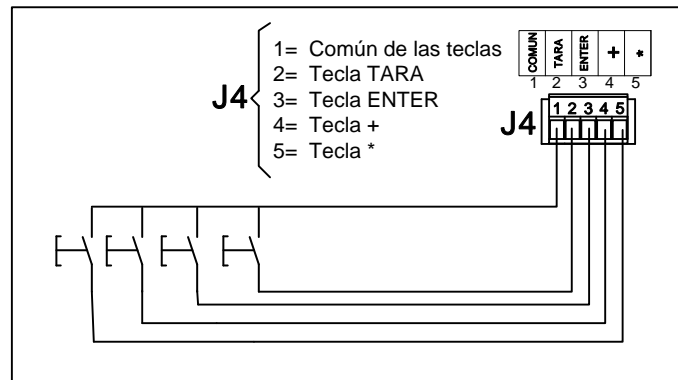 J4
1= Común de las teclas
2= Tecla TARA
3= Tecla ENTER
4= Tecla +
5= Tecla *
COMUN TARA ENTER + *
1 2 3 4 5
J4
1 2 3 4 5